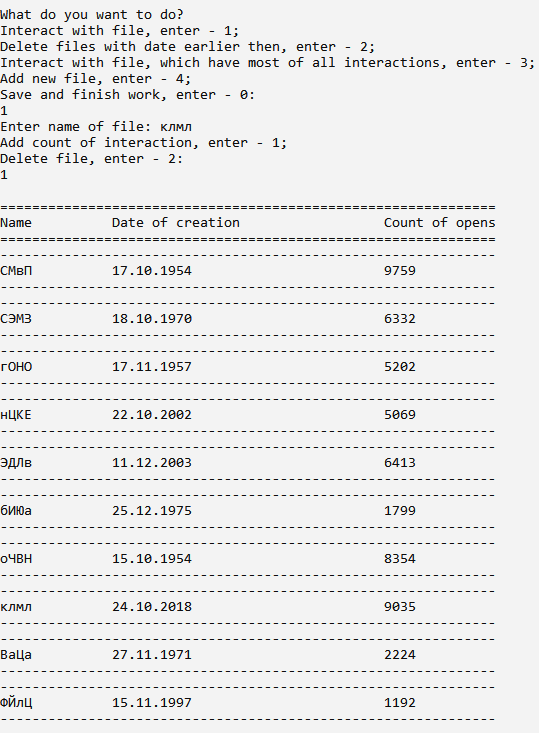 What do you want to do?
Interact with file, enter - 1;
Delete files with date earlier then, enter - 2;
Interact with file, which have most of all interactions, enter - 3;
Add new file, enter - 4;
Save and finish work, enter - 0:
1
Enter name of file: клмл
Add count of interaction, enter - 1;
Delete file, enter - 2:
1
==============================================================
Name          Date of creation                  Count of opens
==============================================================
--------------------------------------------------------------
СМвП          17.10.1954                        9759
--------------------------------------------------------------
--------------------------------------------------------------
СЭМЗ          18.10.1970                        6332
--------------------------------------------------------------
--------------------------------------------------------------
гОНО          17.11.1957                        5202
--------------------------------------------------------------
--------------------------------------------------------------
нЦКЕ          22.10.2002                        5069
--------------------------------------------------------------
--------------------------------------------------------------
ЭДЛв          11.12.2003                        6413
--------------------------------------------------------------
--------------------------------------------------------------
бИЮа          25.12.1975                        1799
--------------------------------------------------------------
--------------------------------------------------------------
оЧВН          15.10.1954                        8354
--------------------------------------------------------------
--------------------------------------------------------------
клмл          24.10.2018                        9035
--------------------------------------------------------------
--------------------------------------------------------------
ВаЦа          27.11.1971                        2224
--------------------------------------------------------------
--------------------------------------------------------------
ФЙлЦ          15.11.1997                        1192
--------------------------------------------------------------